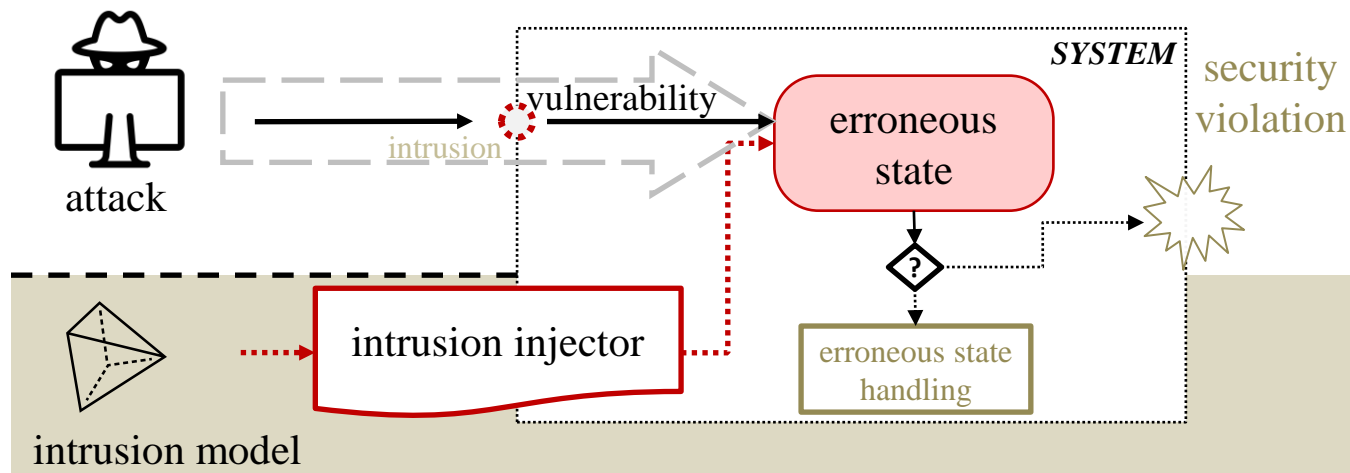 SYSTEM
security
violation
vulnerability
intrusion
erroneous
state
attack
?
intrusion injector
erroneous state
handling
intrusion model